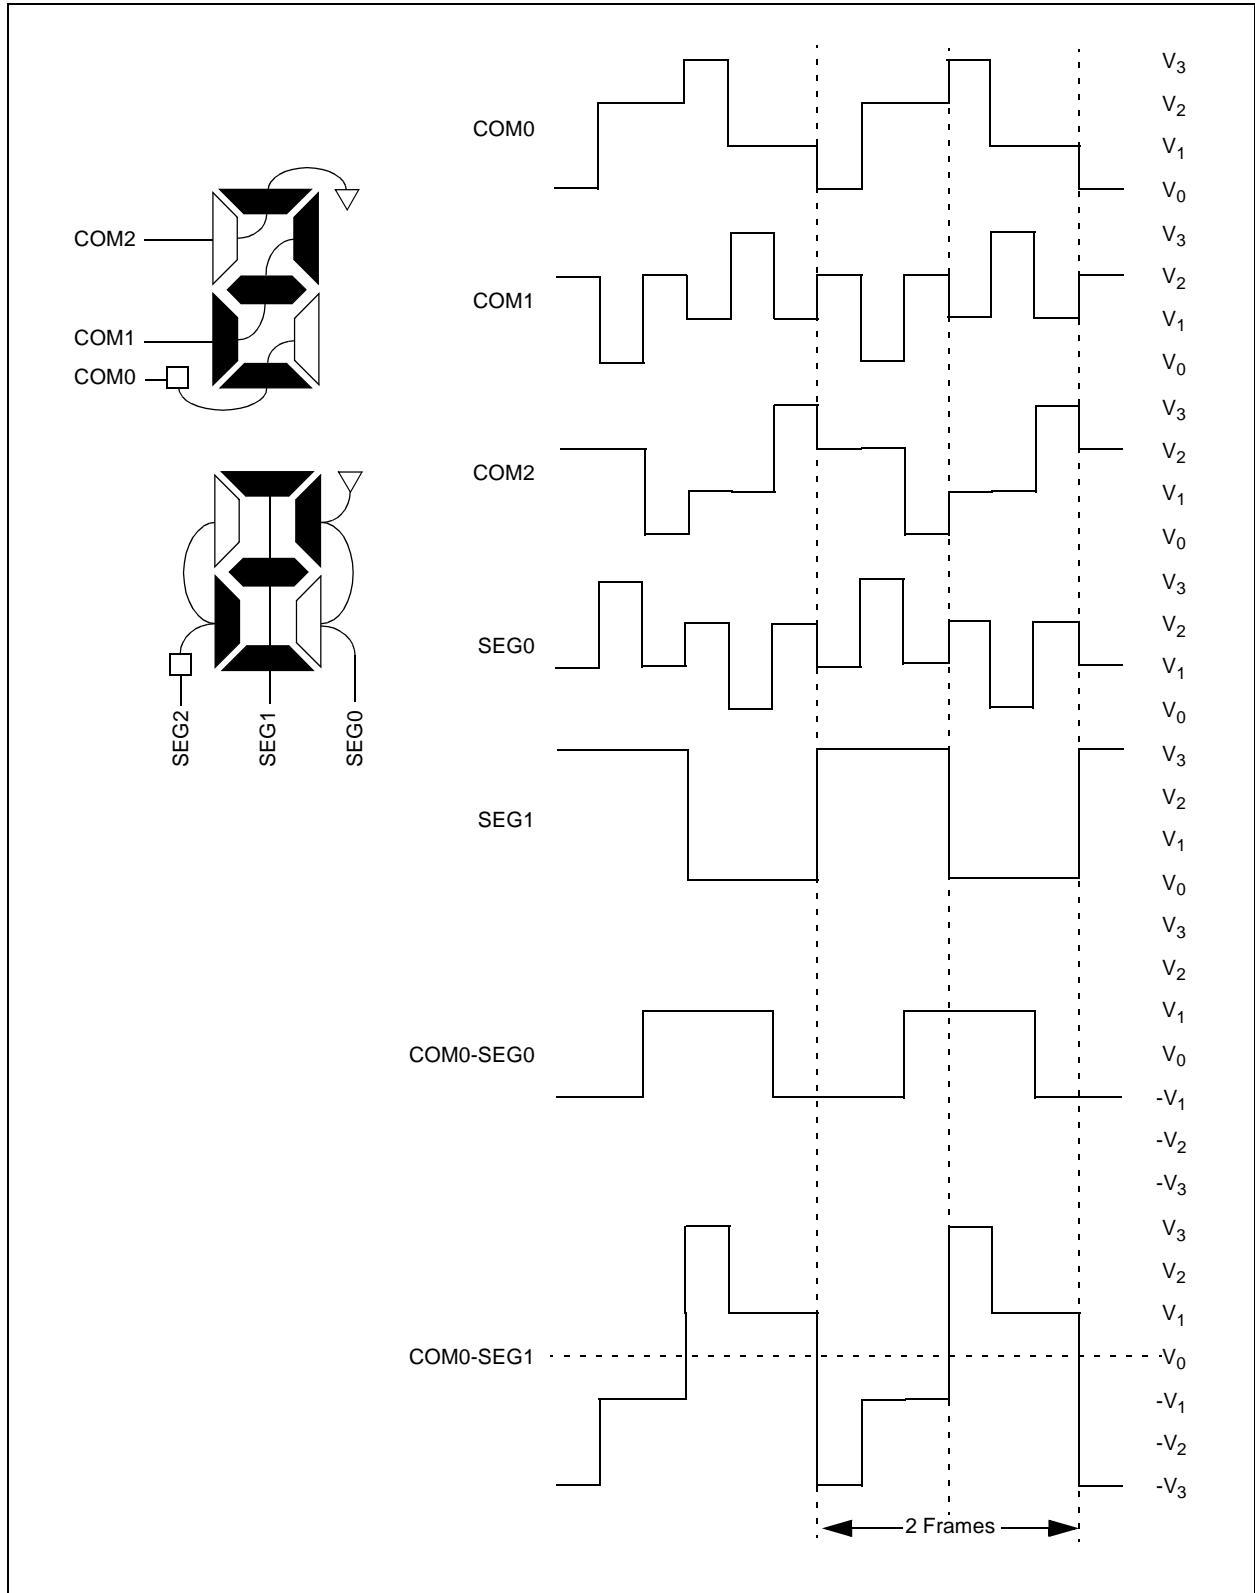 COM2
COM1
COM0
SEG2
SEG1
SEG0
COM0
V3
V2
V1
V0
COM1
V3
V2
V1
V0
COM2
V3
V2
V1
V0
SEG0
V3
V2
V1
V0
SEG1
V3
V2
V1
V0
COM0-SEG0
V3
V2
V1
V0
-V1
-V2
-V3
COM0-SEG1
V3
V2
V1
V0
-V1
-V2
-V3
2 Frames